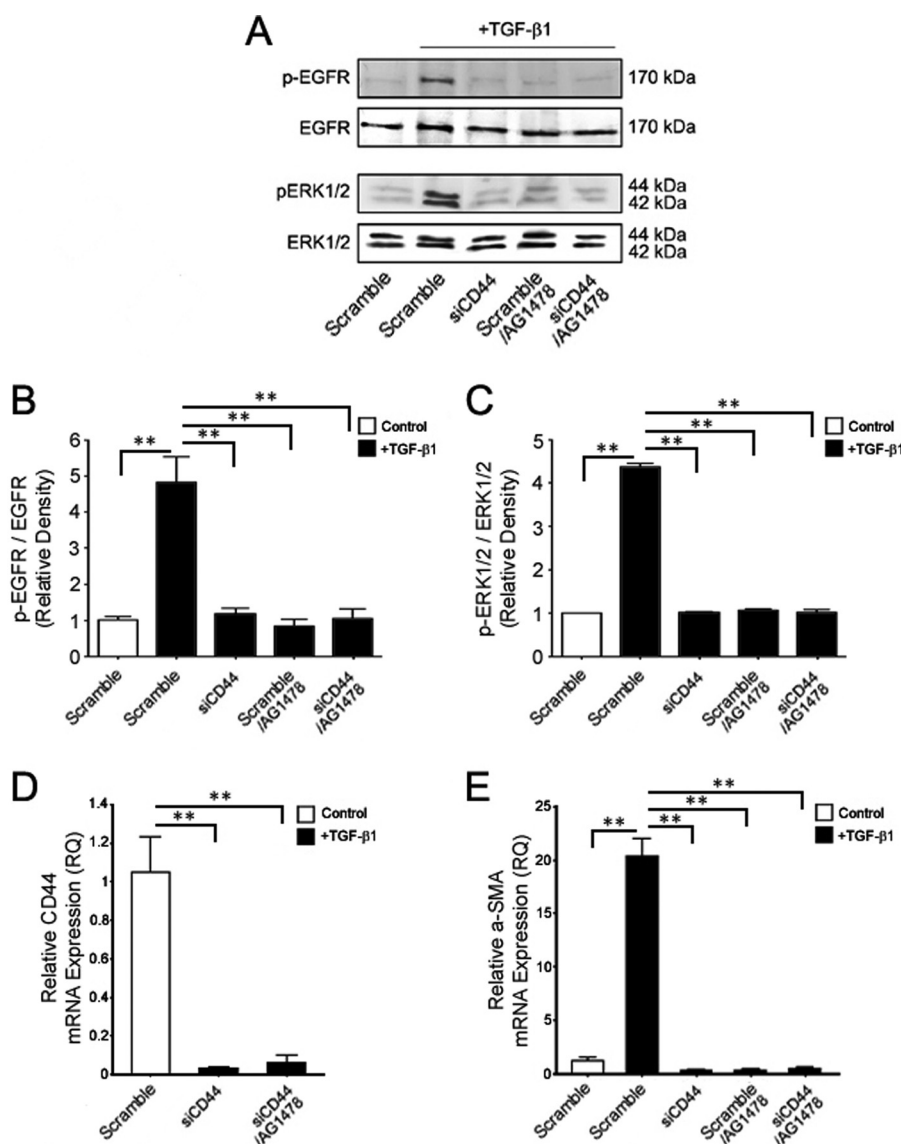 A
+TGF-β1
p-EGFR 170 kDa
EGFR 170 kDa
pERK1/2 44 kDa
42 kDa
ERK1/2 44 kDa
42 kDa
Scramble
Scramble
siCD44
Scramble
/AG1478
siCD44
/AG1478
B
p-EGFR / EGFR
(Relative Density)
6
5
4
3
2
1
0
**
**
**
**
Control
+TGF-β1
Scramble
Scramble
siCD44
Scramble
/AG1478
siCD44
/AG1478
C
p-ERK1/2 / ERK1/2
(Relative Density)
5
4
3
2
1
0
**
**
**
**
Control
+TGF-β1
Scramble
Scramble
siCD44
Scramble
/AG1478
siCD44
/AG1478
D
Relative CD44
mRNA Expression (RQ)
1.4
1.2
1
0.8
0.6
0.4
0.2
0
**
**
Control
+TGF-β1
Scramble
siCD44
siCD44
/AG1478
E
Relative a-SMA
mRNA Expression (RQ)
25
20
15
10
5
0
**
**
**
**
Control
+TGF-β1
Scramble
Scramble
siCD44
Scramble
/AG1478
siCD44
/AG1478